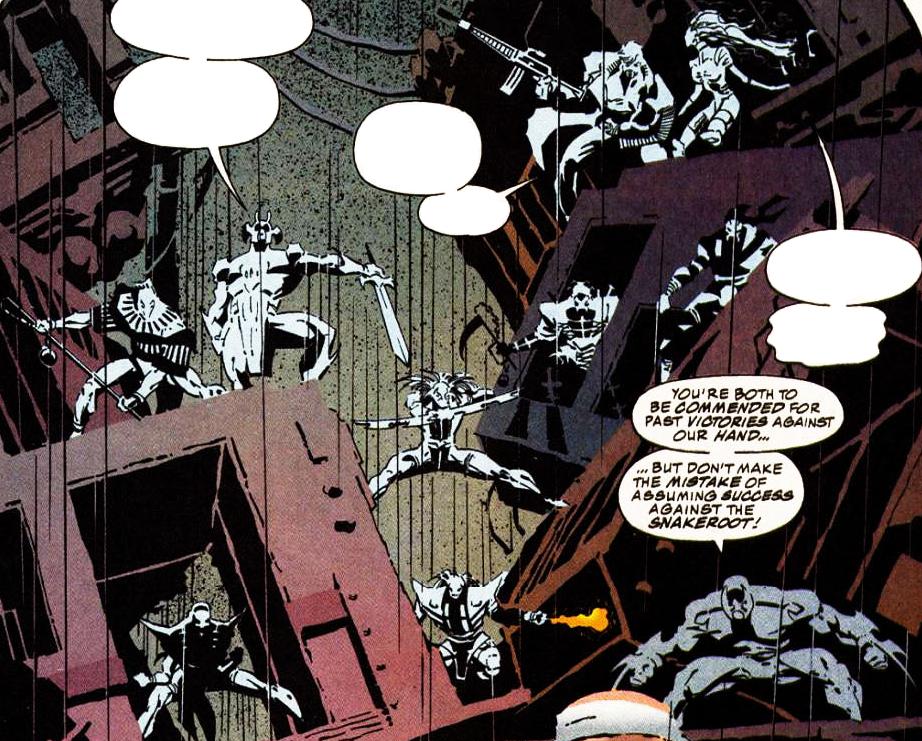 YOU'RE BOTH TO
BE COMMENDED FOR
PAST VICTORIES AGAINST
OUR HAND...
...BUT DON'T MAKE
THE MISTAKE OF
ASSUMING SUCCESS
AGAINST THE
SNAKEROOT!